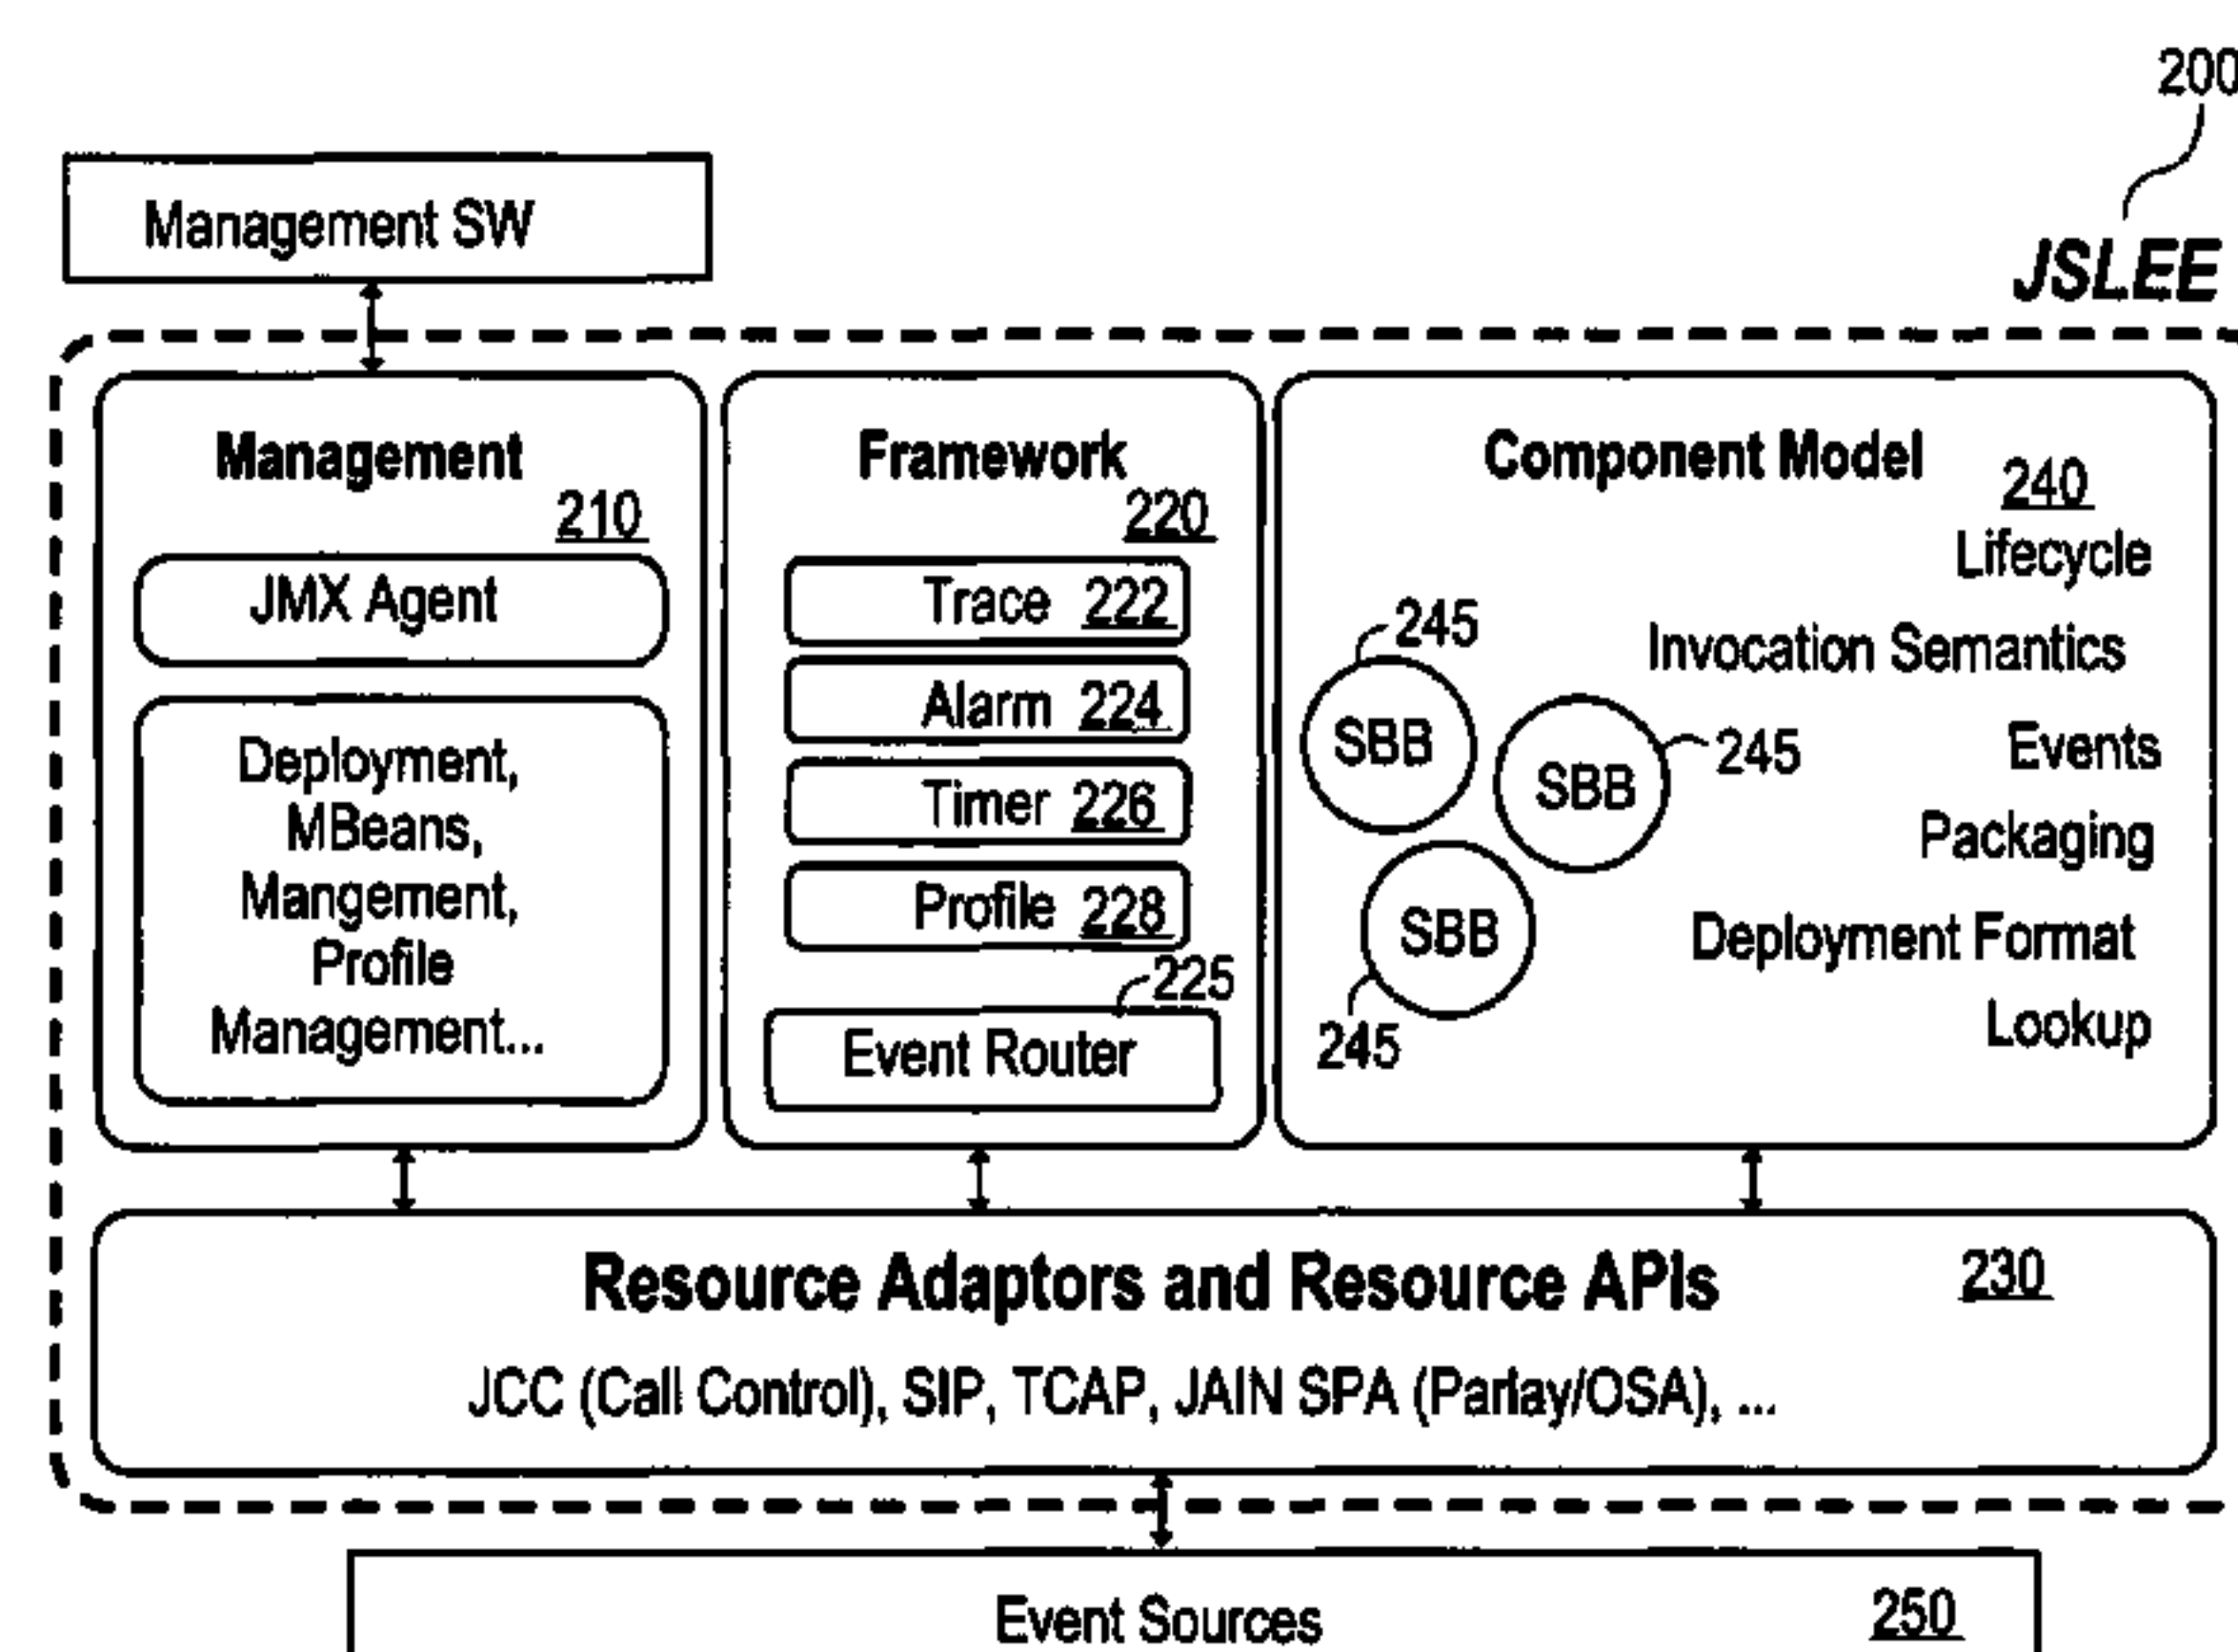 200
Management SW
JSLEE
Management
210
JMX Agent
Deployment,
MBeans,
Mangement,
Profile
Management...
Framework
220
Trace 222
Alarm 224
Timer 226
Profile 228
225
Event Router
Component Model
240
Lifecycle
245
Invocation Semantics
SBB
245
Events
SBB
Packaging
SBB
Deployment Format
245
Lookup
Resource Adaptors and Resource APIs 230
JCC (Call Control), SIP, TCAP, JAIN SPA (Parlay/OSA), ...
Event Sources 250